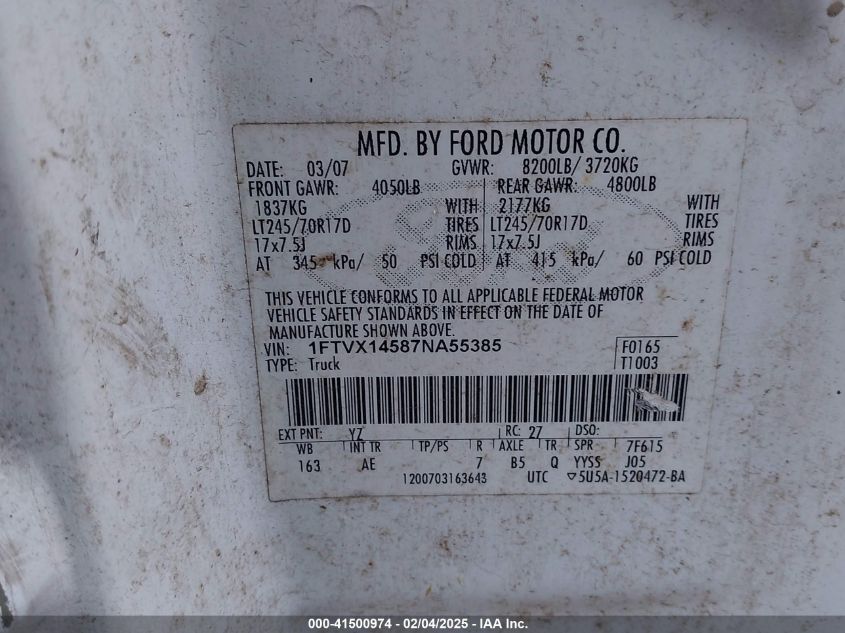 MFD. BY FORD MOTOR CO.
DATE: 03/07 GVWR: 8200LB/ 3720KG
FRONT GAWR: 4050LB REAR GAWR: 4800LB
1837KG WITH 2177KG WITH
LT245/70R17D TIRES LT245/70R17D TIRES
17x7.5J RIMS 17x7.5J RIMS
AT 345 kPa/ 50 PSI COLD AT 415 kPa/ 60 PSI COLD
THIS VEHICLE CONFORMS TO ALL APPLICABLE FEDERAL MOTOR
VEHICLE SAFETY STANDARDS IN EFFECT ON THE DATE OF
MANUFACTURE SHOWN ABOVE.
VIN: 1FTVX14587NA55385 F0165
TYPE: Truck T1003
EXT PNT: YZ RC: 27 DSO:
WB INT TR TP/PS R AXLE TR SPR 7F615
163 AE 7 B5 Q YYSS J05
1200703163643 UTC ▽5U5A-1520472-BA
000-41500974 - 02/04/2025 - IAA Inc.